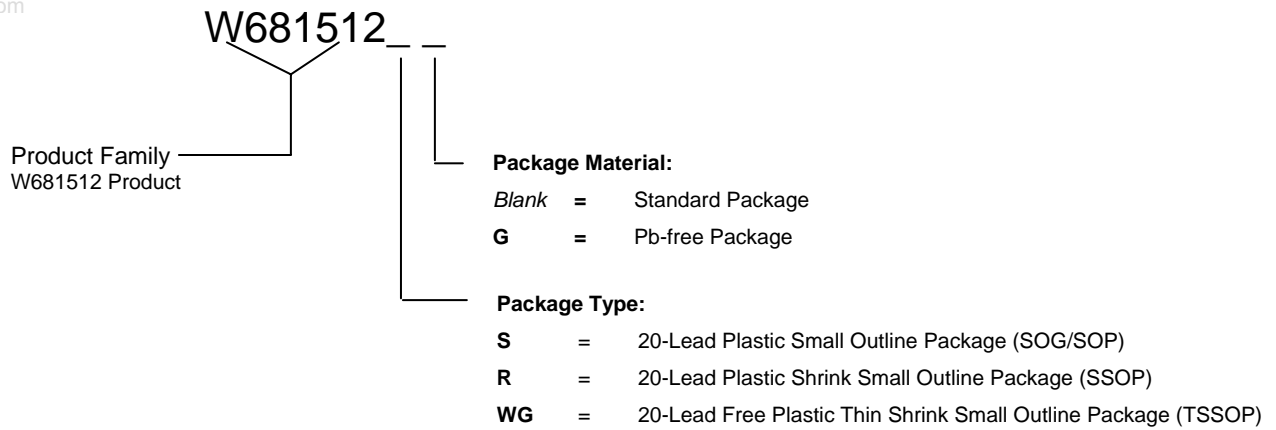 om
W681512_ _
Product Family
W681512 Product
Package Material:
Blank = Standard Package
G = Pb-free Package
Package Type:
S = 20-Lead Plastic Small Outline Package (SOG/SOP)
R = 20-Lead Plastic Shrink Small Outline Package (SSOP)
WG = 20-Lead Free Plastic Thin Shrink Small Outline Package (TSSOP)